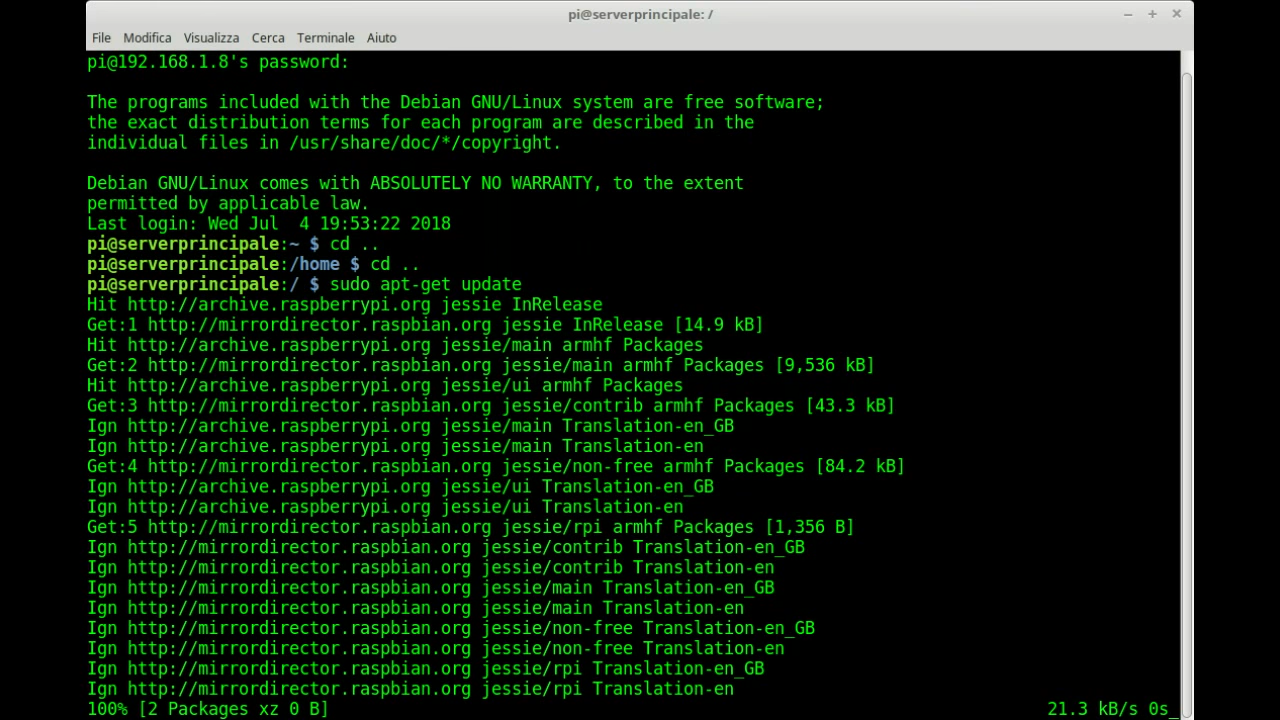 pi@serverprincipale: /
File Modifica Visualizza Cerca Terminale Aiuto
pi@192.168.1.8's password:
The programs included with the Debian GNU/Linux system are free software;
the exact distribution terms for each program are described in the
individual files in /usr/share/doc/*/copyright.
Debian GNU/Linux comes with ABSOLUTELY NO WARRANTY, to the extent
permitted by applicable law.
Last login: Wed Jul  4 19:53:22 2018
pi@serverprincipale:~ $ cd ..
pi@serverprincipale:/home $ cd ..
pi@serverprincipale:/ $ sudo apt-get update
Hit http://archive.raspberrypi.org jessie InRelease
Get:1 http://mirrordirector.raspbian.org jessie InRelease [14.9 kB]
Hit http://archive.raspberrypi.org jessie/main armhf Packages
Get:2 http://mirrordirector.raspbian.org jessie/main armhf Packages [9,536 kB]
Hit http://archive.raspberrypi.org jessie/ui armhf Packages
Get:3 http://mirrordirector.raspbian.org jessie/contrib armhf Packages [43.3 kB]
Ign http://archive.raspberrypi.org jessie/main Translation-en_GB
Ign http://archive.raspberrypi.org jessie/main Translation-en
Get:4 http://mirrordirector.raspbian.org jessie/non-free armhf Packages [84.2 kB]
Ign http://archive.raspberrypi.org jessie/ui Translation-en_GB
Ign http://archive.raspberrypi.org jessie/ui Translation-en
Get:5 http://mirrordirector.raspbian.org jessie/rpi armhf Packages [1,356 B]
Ign http://mirrordirector.raspbian.org jessie/contrib Translation-en_GB
Ign http://mirrordirector.raspbian.org jessie/contrib Translation-en
Ign http://mirrordirector.raspbian.org jessie/main Translation-en_GB
Ign http://mirrordirector.raspbian.org jessie/main Translation-en
Ign http://mirrordirector.raspbian.org jessie/non-free Translation-en_GB
Ign http://mirrordirector.raspbian.org jessie/non-free Translation-en
Ign http://mirrordirector.raspbian.org jessie/rpi Translation-en_GB
Ign http://mirrordirector.raspbian.org jessie/rpi Translation-en
100% [2 Packages xz 0 B] 21.3 kB/s 0s_